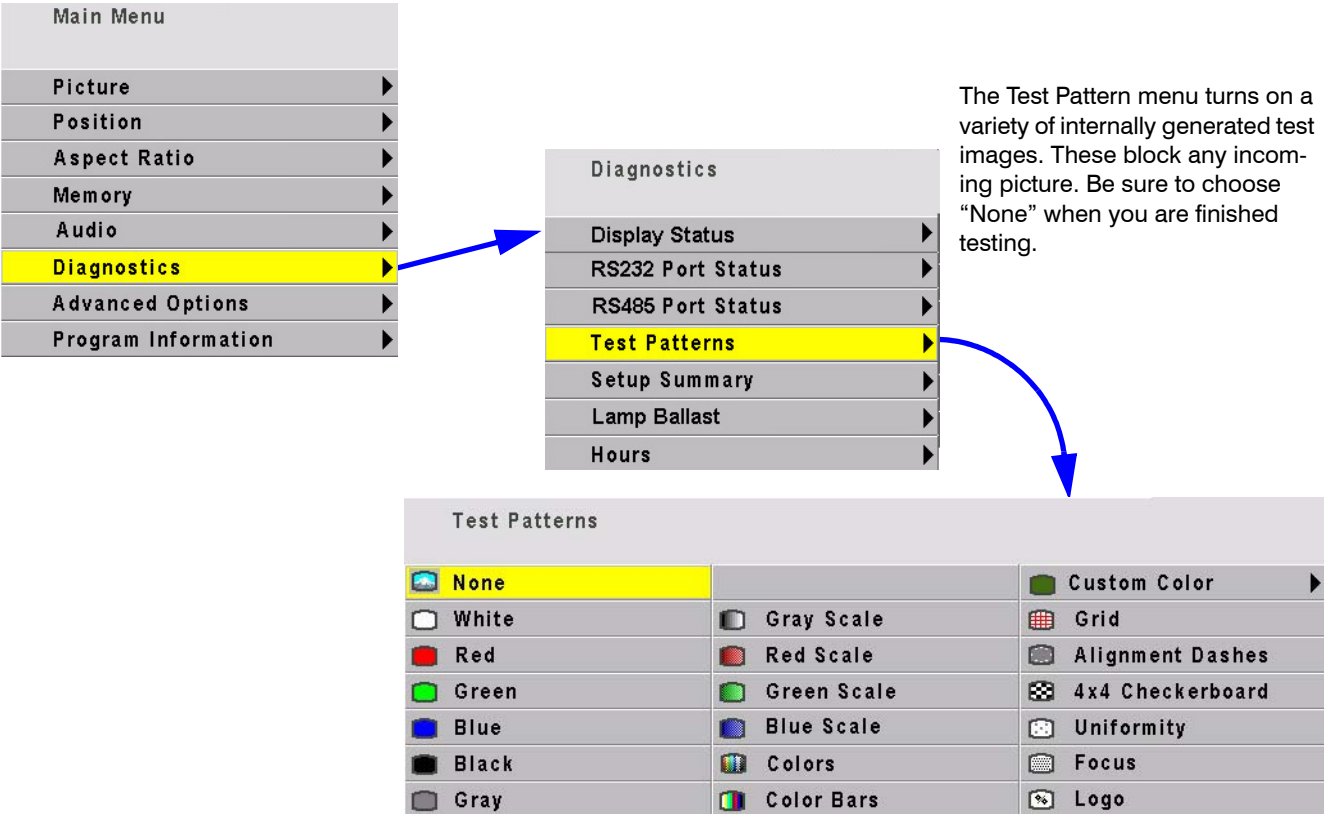 Main Menu
Picture
Position
Aspect Ratio
Memory
Audio
Diagnostics
Advanced Options
Program Information
The Test Pattern menu turns on a
variety of internally generated test
images. These block any incom-
ing picture. Be sure to choose
“None” when you are finished
testing.
Diagnostics
Display Status
RS232 Port Status
RS485 Port Status
Test Patterns
Setup Summary
Lamp Ballast
Hours
Test Patterns
None
White
Red
Green
Blue
Black
Gray
Gray Scale
Red Scale
Green Scale
Blue Scale
Colors
Color Bars
Custom Color
Grid
Alignment Dashes
4x4 Checkerboard
Uniformity
Focus
Logo